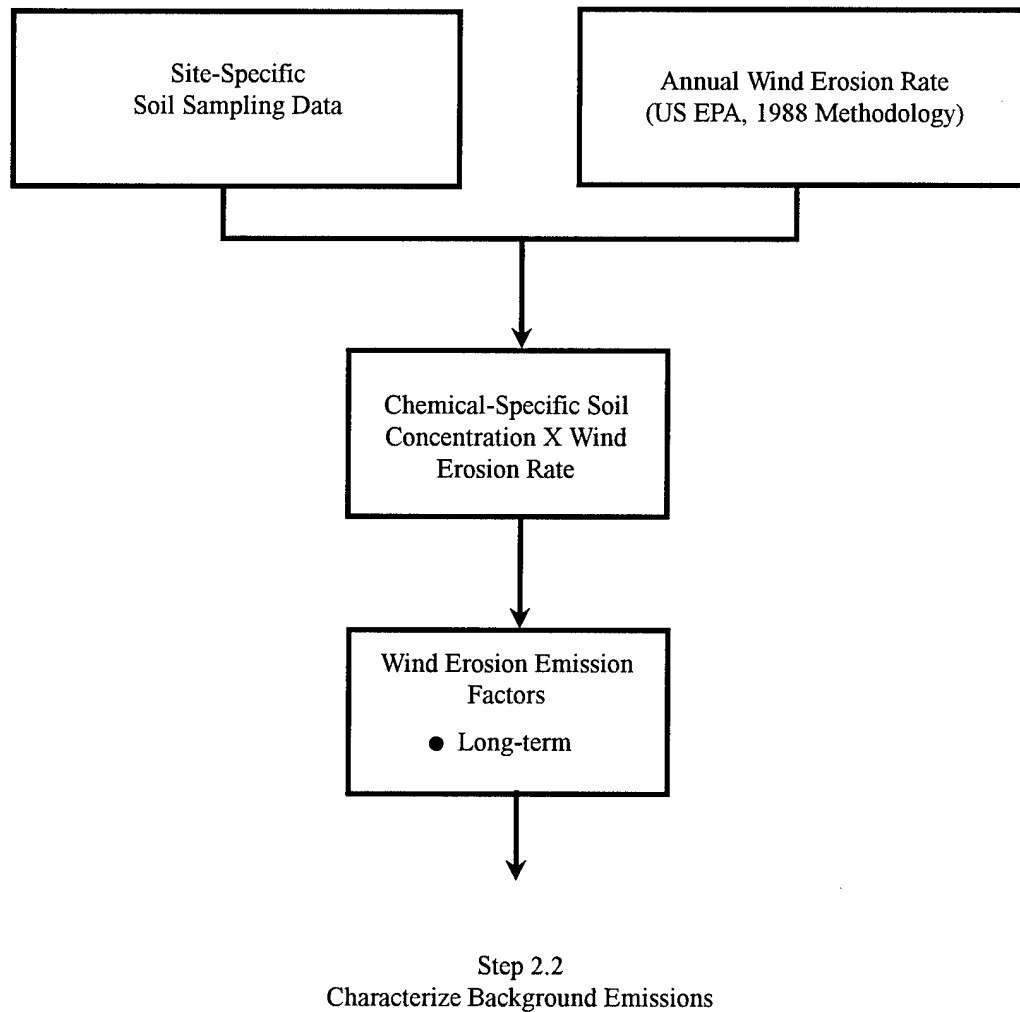 Site-Specific
Soil Sampling Data
Annual Wind Erosion Rate
(US EPA, 1988 Methodology)
Chemical-Specific Soil
Concentration X Wind
Erosion Rate
Wind Erosion Emission
Factors
● Long-term
Step 2.2
Characterize Background Emissions